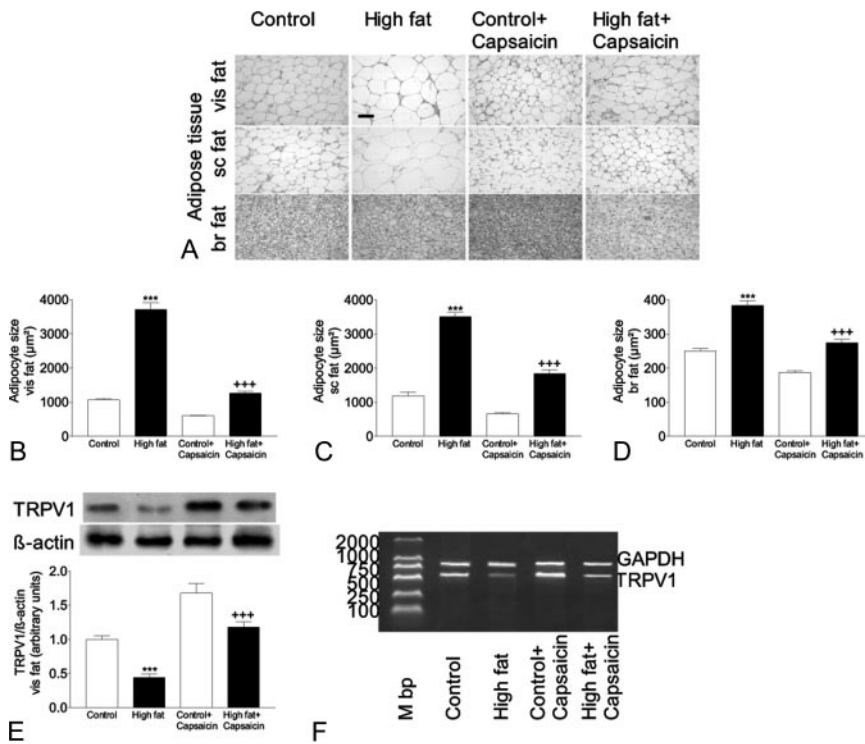 Control
High fat
Control+
Capsaicin
High fat+
Capsaicin
Adipose tissue
vis fat
sc fat
br fat
A
Adipocyte size
vis fat (µm²)
4000
3000
2000
1000
0
***
+++
Control
High fat
Control+
Capsaicin
High fat+
Capsaicin
B
Adipocyte size
sc fat (µm²)
4000
3000
2000
1000
0
***
+++
Control
High fat
Control+
Capsaicin
High fat+
Capsaicin
C
Adipocyte size
br fat (µm²)
400
300
200
100
0
***
+++
Control
High fat
Control+
Capsaicin
High fat+
Capsaicin
D
TRPV1
ß-actin
TRPV1/ß-actin
vis fat (arbitrary units)
2.0
1.5
1.0
0.5
0.0
***
+++
Control
High fat
Control+
Capsaicin
High fat+
Capsaicin
E
2000
1000
750
500
250
100
GAPDH
TRPV1
M bp
Control
High fat
Control+
Capsaicin
High fat+
Capsaicin
F